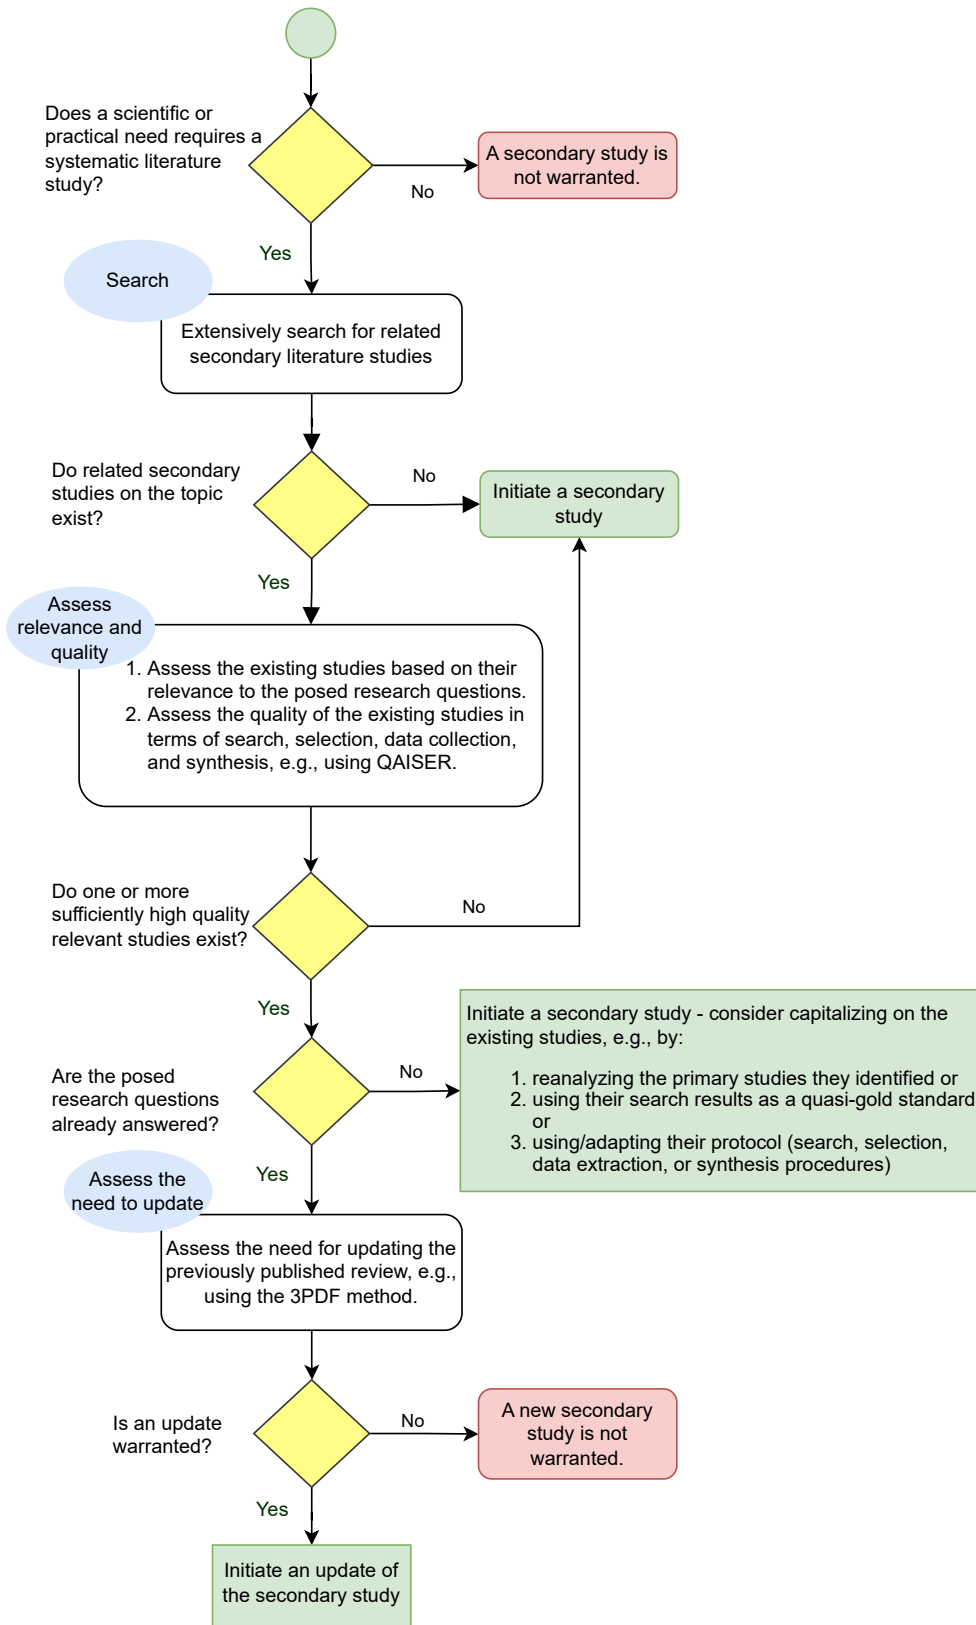 Does a scientific or
practical need requires a
systematic literature
study?
A secondary study is
not warranted.
No
Yes
Search
Extensively search for related
secondary literature studies
Do related secondary
studies on the topic
exist?
No
Initiate a secondary
study
Yes
Assess
relevance and
quality
1. Assess the existing studies based on their
relevance to the posed research questions.
2. Assess the quality of the existing studies in
terms of search, selection, data collection,
and synthesis, e.g., using QAISER.
Do one or more
sufficiently high quality
relevant studies exist?
No
Yes
Initiate a secondary study - consider capitalizing on the
existing studies, e.g., by:
1. reanalyzing the primary studies they identified or
2. using their search results as a quasi-gold standard
or
3. using/adapting their protocol (search, selection,
data extraction, or synthesis procedures)
Are the posed
research questions
already answered?
No
Yes
Assess the
need to update
Assess the need for updating the
previously published review, e.g.,
using the 3PDF method.
Is an update
warranted?
No
A new secondary
study is not
warranted.
Yes
Initiate an update of
the secondary study